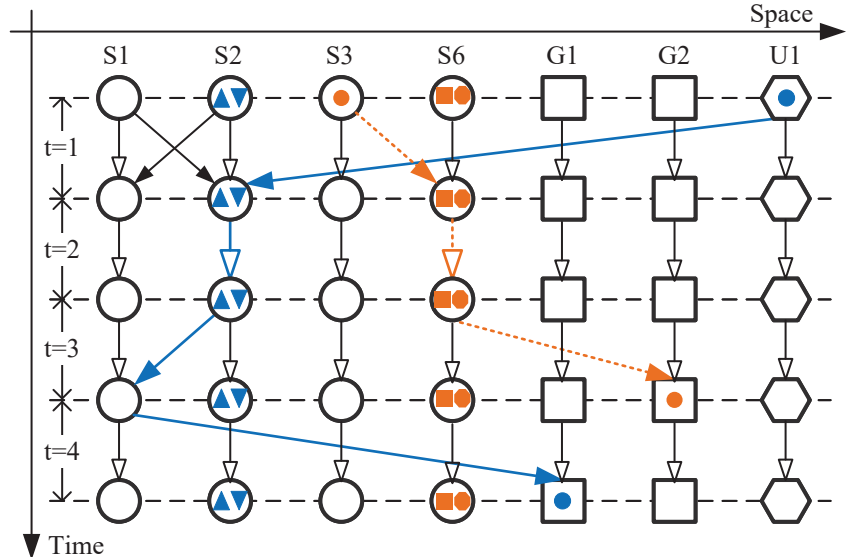 Space
S1 S2 S3 S6 G1 G2 U1
t=1
t=2
t=3
t=4
Time